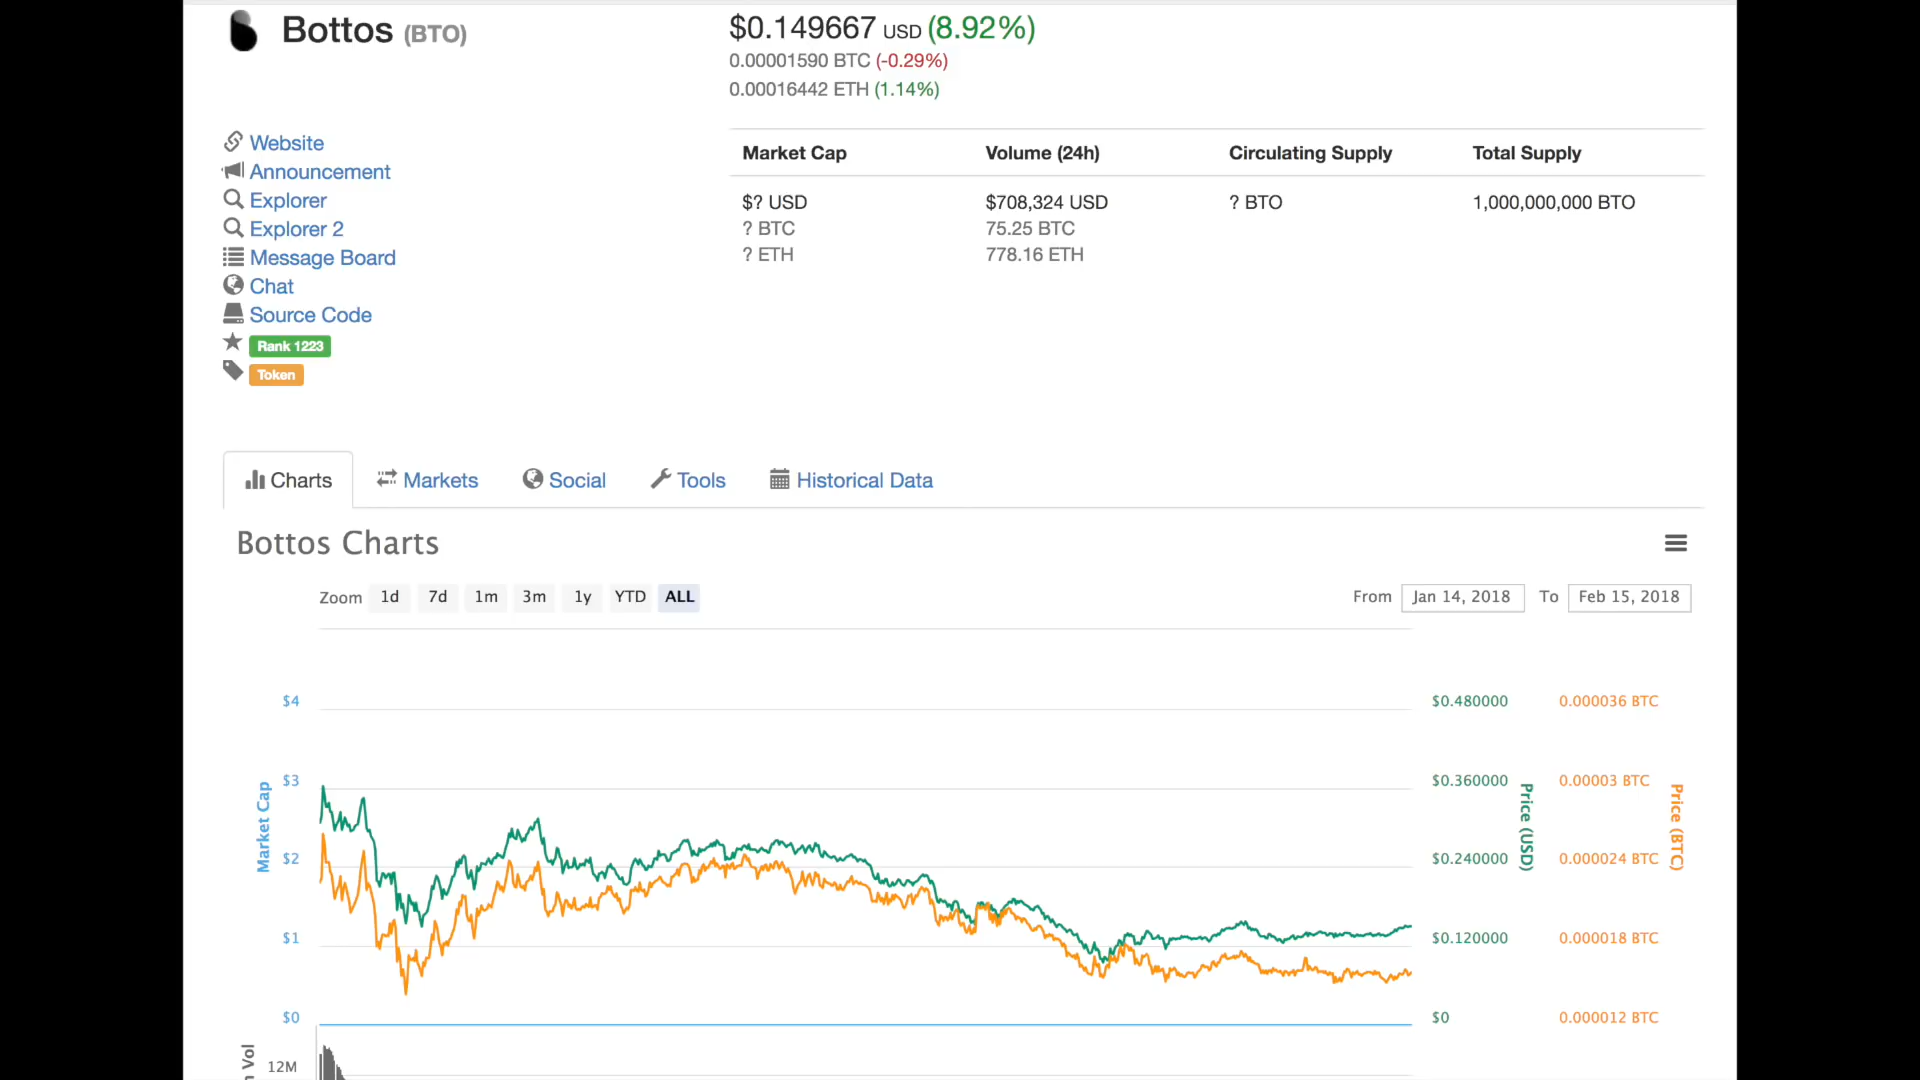 Bottos (BTO)
$0.149667 USD (8.92%)
0.00001590 BTC (-0.29%)
0.00016442 ETH (1.14%)
Website
Announcement
Explorer
Explorer 2
Message Board
Chat
Source Code
Rank 1223
Token
Market Cap Volume (24h) Circulating Supply Total Supply
$? USD $708,324 USD ? BTO 1,000,000,000 BTO
? BTC 75.25 BTC
? ETH 778.16 ETH
Charts Markets Social Tools Historical Data
Bottos Charts
Zoom 1d 7d 1m 3m 1y YTD ALL From Jan 14, 2018 To Feb 15, 2018
$4 $0.480000 0.000036 BTC
$3 $0.360000 0.00003 BTC
$2 $0.240000 0.000024 BTC
$1 $0.120000 0.000018 BTC
$0 $0 0.000012 BTC
Market Cap
Price (USD)
Price (BTC)
Vol
12M